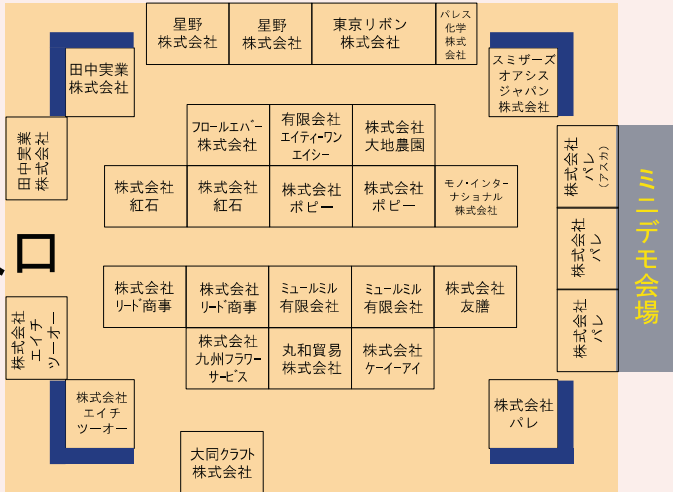 星野
株式会社
星野
株式会社
東京リボン
株式会社
パレス
化学
株式
会社
田中実業
株式会社
スミザーズ
オアシス
ジャパン
株式会社
田中実業
株式会社
フロールエバー
株式会社
有限会社
エイティーワン
エイシー
株式会社
大地農園
株式会社
パレ
(アスカ)
株式会社
紅石
株式会社
紅石
株式会社
ポピー
株式会社
ポピー
モノ・インター
ナショナル
株式会社
株式会社
パレ
ミニデモ会場
口
株式会社
リード商事
株式会社
リード商事
ミュールミル
有限会社
ミュールミル
有限会社
株式会社
友膳
株式会社
パレ
株式会社
エイチ
ツーオー
株式会社
九州フラワー
サービス
丸和貿易
株式会社
株式会社
ケーイーアイ
株式会社
エイチ
ツーオー
株式会社
パレ
大同クラフト
株式会社